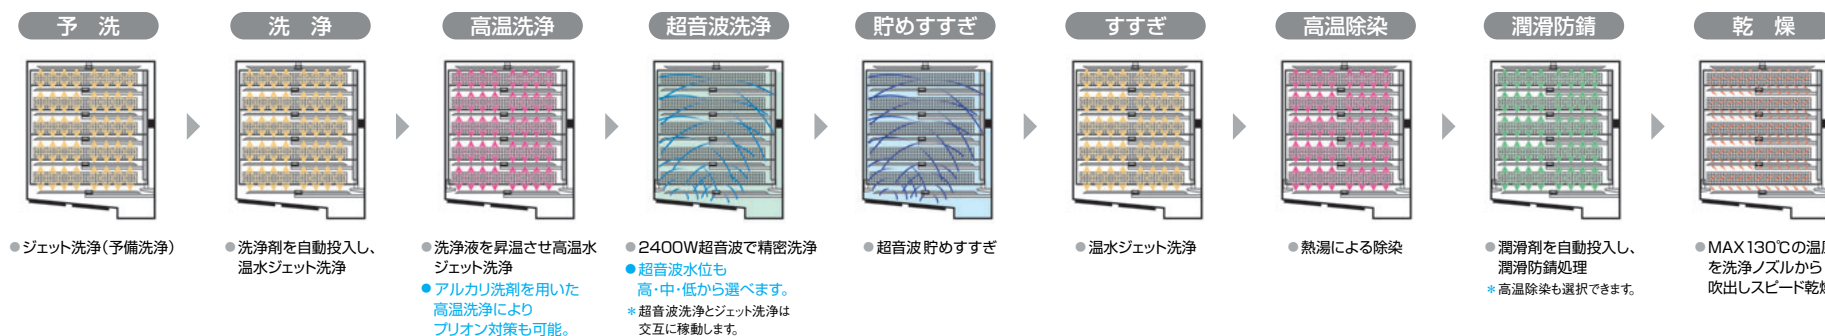 予 洗
洗 浄
高温洗浄
超音波洗浄
貯めすすぎ
すすぎ
高温除染
潤滑防錆
乾 燥
●ジェット洗浄(予備洗浄)
●洗浄剤を自動投入し、
温水ジェット洗浄
●洗浄液を昇温させ高温水
ジェット洗浄
●アルカリ洗剤を用いた
高温洗浄により
プリオン対策も可能。
●2400W超音波で精密洗浄
●超音波水位も
高・中・低から選べます。
*超音波洗浄とジェット洗浄は
交互に稼動します。
●超音波貯めすすぎ
●温水ジェット洗浄
●熱湯による除染
●潤滑剤を自動投入し、
潤滑防錆処理
*高温除染も選択できます。
●MAX130℃の温風
を洗浄ノズルから
吹出しスピード乾燥